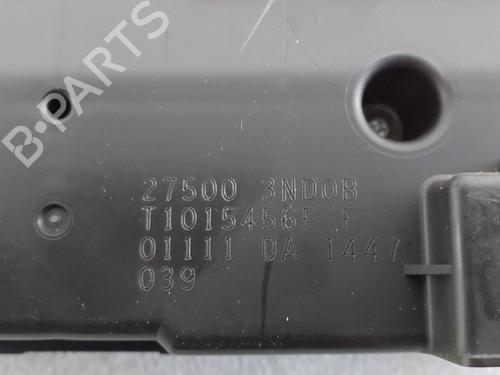 B-PARTS
27500 3ND0B
T1015456F F
01111 DA 1447
039